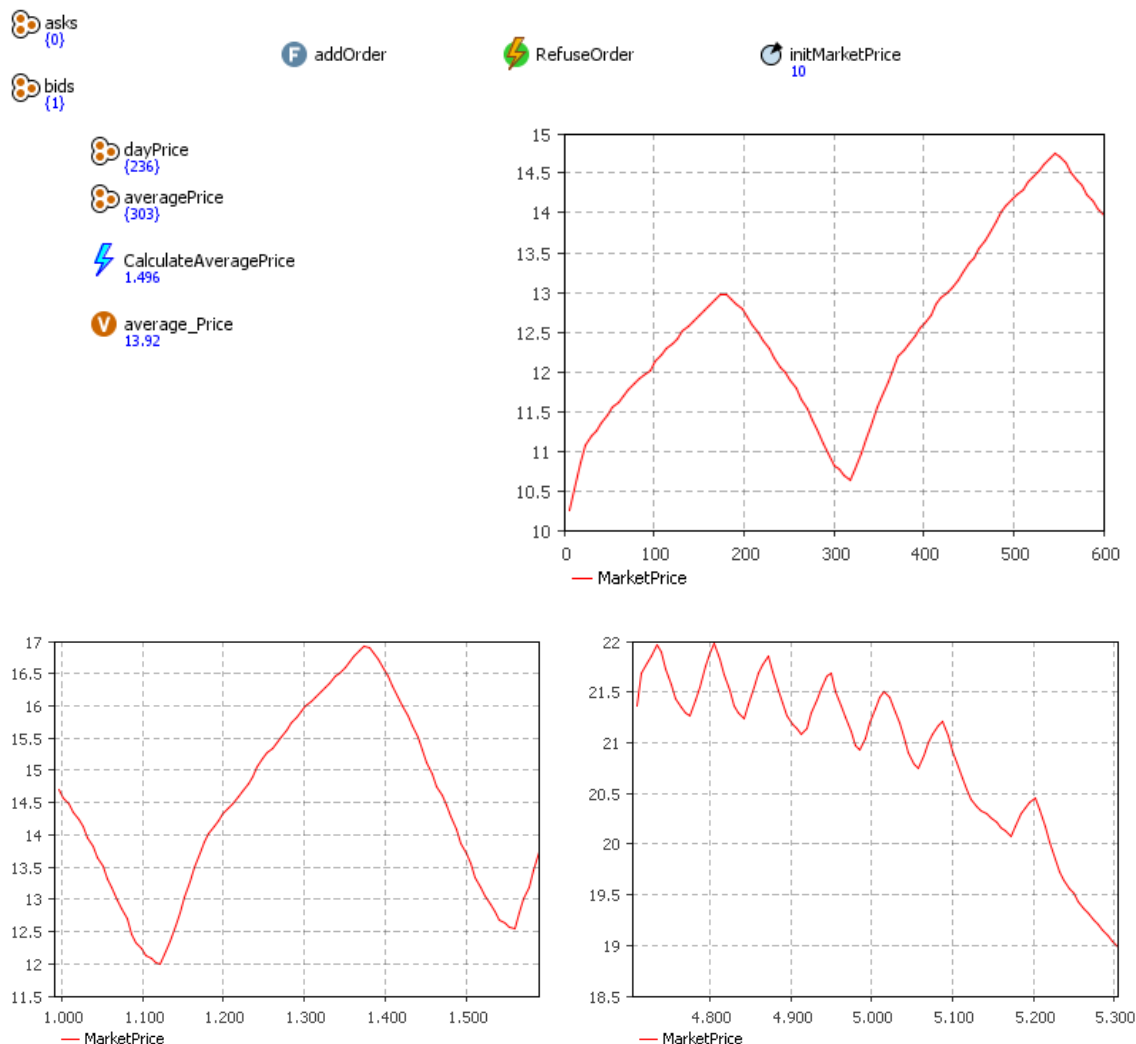 asks
{0}
addOrder
RefuseOrder
initMarketPrice
10
bids
{1}
dayPrice
{236}
averagePrice
{303}
CalculateAveragePrice
1.496
average_Price
13.92
15
14.5
14
13.5
13
12.5
12
11.5
11
10.5
10
0 100 200 300 400 500 600
MarketPrice
17
16.5
16
15.5
15
14.5
14
13.5
13
12.5
12
11.5
1.000 1.100 1.200 1.300 1.400 1.500
MarketPrice
22
21.5
21
20.5
20
19.5
19
18.5
4.800 4.900 5.000 5.100 5.200 5.300
MarketPrice